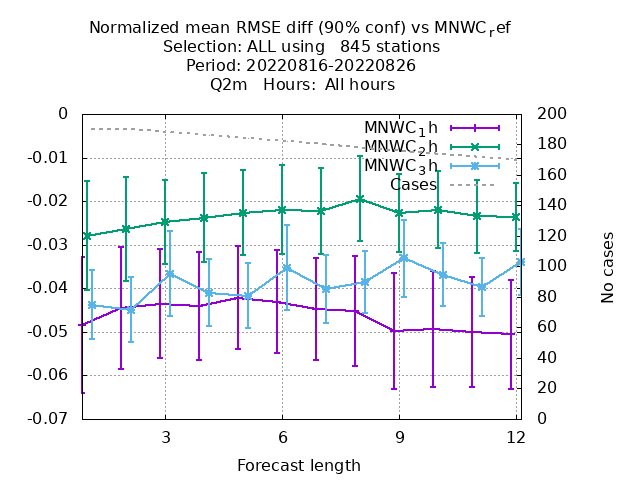 Normalized mean RMSE diff (90% conf) vs MNWC_ref
Selection: ALL using   845 stations
Period: 20220816-20220826
Q2m   Hours:  All hours
0
-0.01
-0.02
-0.03
-0.04
-0.05
-0.06
-0.07
MNWC_1h
MNWC_2h
MNWC_3h
Cases
200
180
160
140
120
100
80
60
40
20
0
No cases
3
6
9
12
Forecast length